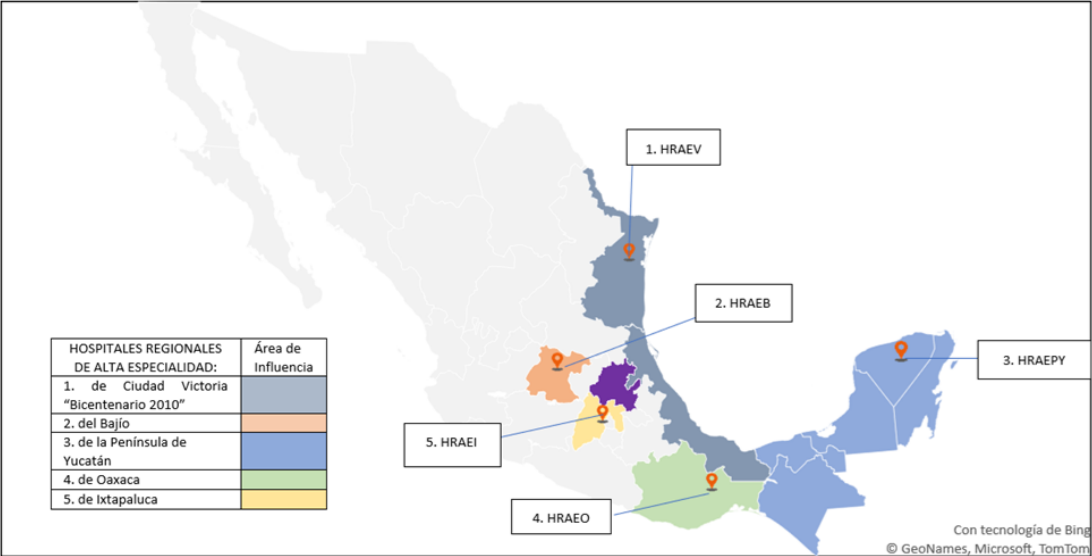 1. HRAEV
2. HRAEB
3. HRAEPY
5. HRAEI
4. HRAEO
HOSPITALES REGIONALES
DE ALTA ESPECIALIDAD:
Área de
Influencia
1. de Ciudad Victoria
“Bicentenario 2010”
2. del Bajío
3. de la Península de
Yucatán
4. de Oaxaca
5. de Ixtapaluca
Con tecnología de Bing
© GeoNames, Microsoft, TomTom